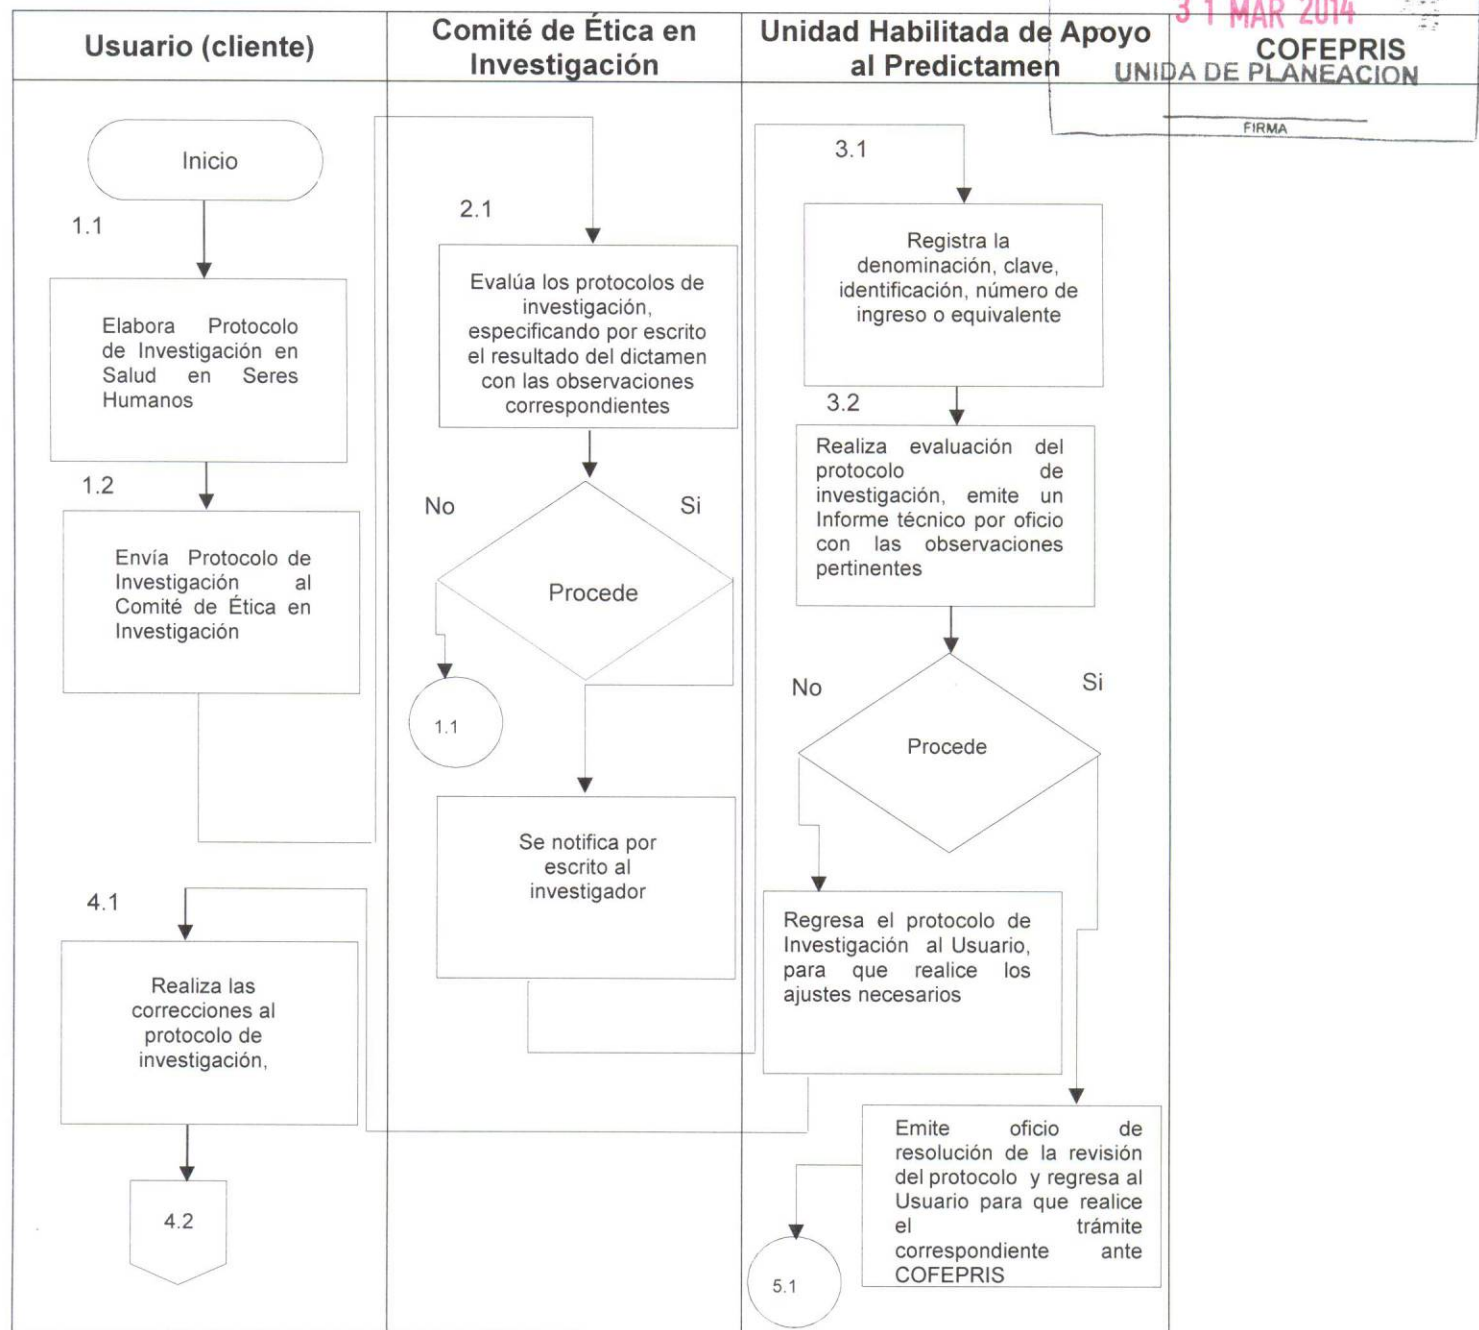 31 MAR 2014
Usuario (cliente)
Comité de Ética en
Investigación
Unidad Habilitada de Apoyo
al Predictamen
COFEPRIS
UNIDA DE PLANEACION
FIRMA
Inicio
1.1
Elabora Protocolo
de Investigación en
Salud en Seres
Humanos
1.2
Envía Protocolo de
Investigación al
Comité de Ética en
Investigación
2.1
Evalúa los protocolos de
investigación,
especificando por escrito
el resultado del dictamen
con las observaciones
correspondientes
No
Si
Procede
1.1
Se notifica por
escrito al
investigador
3.1
Registra la
denominación, clave,
identificación, número de
ingreso o equivalente
3.2
Realiza evaluación del
protocolo de
investigación, emite un
Informe técnico por oficio
con las observaciones
pertinentes
No
Si
Procede
Regresa el protocolo de
Investigación al Usuario,
para que realice los
ajustes necesarios
4.1
Realiza las
correcciones al
protocolo de
investigación,
4.2
Emite oficio de
resolución de la revisión
del protocolo y regresa al
Usuario para que realice
el trámite
correspondiente ante
COFEPRIS
5.1